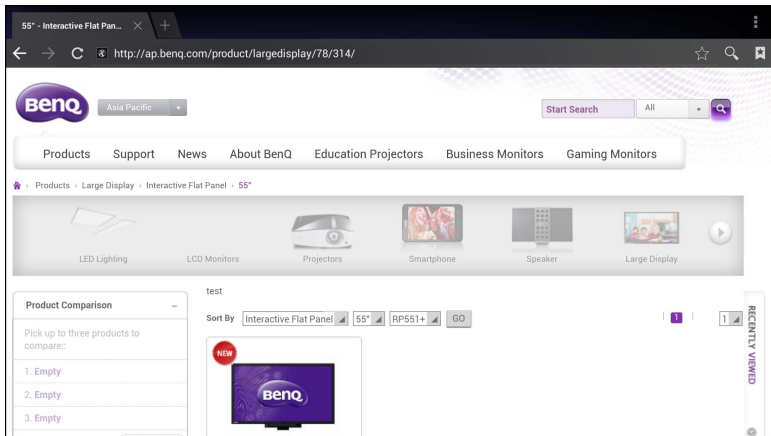 55" - Interactive Flat Pan...
http://ap.benq.com/product/largedisplay/78/314/
BenQ
Asia Pacific
Start Search
All
Products Support News About BenQ Education Projectors Business Monitors Gaming Monitors
Products › Large Display › Interactive Flat Panel › 55"
LED Lighting LCD Monitors Projectors Smartphone Speaker Large Display
test
Product Comparison
Sort By Interactive Flat Panel 55" RP551+ GO
1
1
RECENTLY VIEWED
Pick up to three products to
compare::
1. Empty
2. Empty
3. Empty
NEW
BenQ